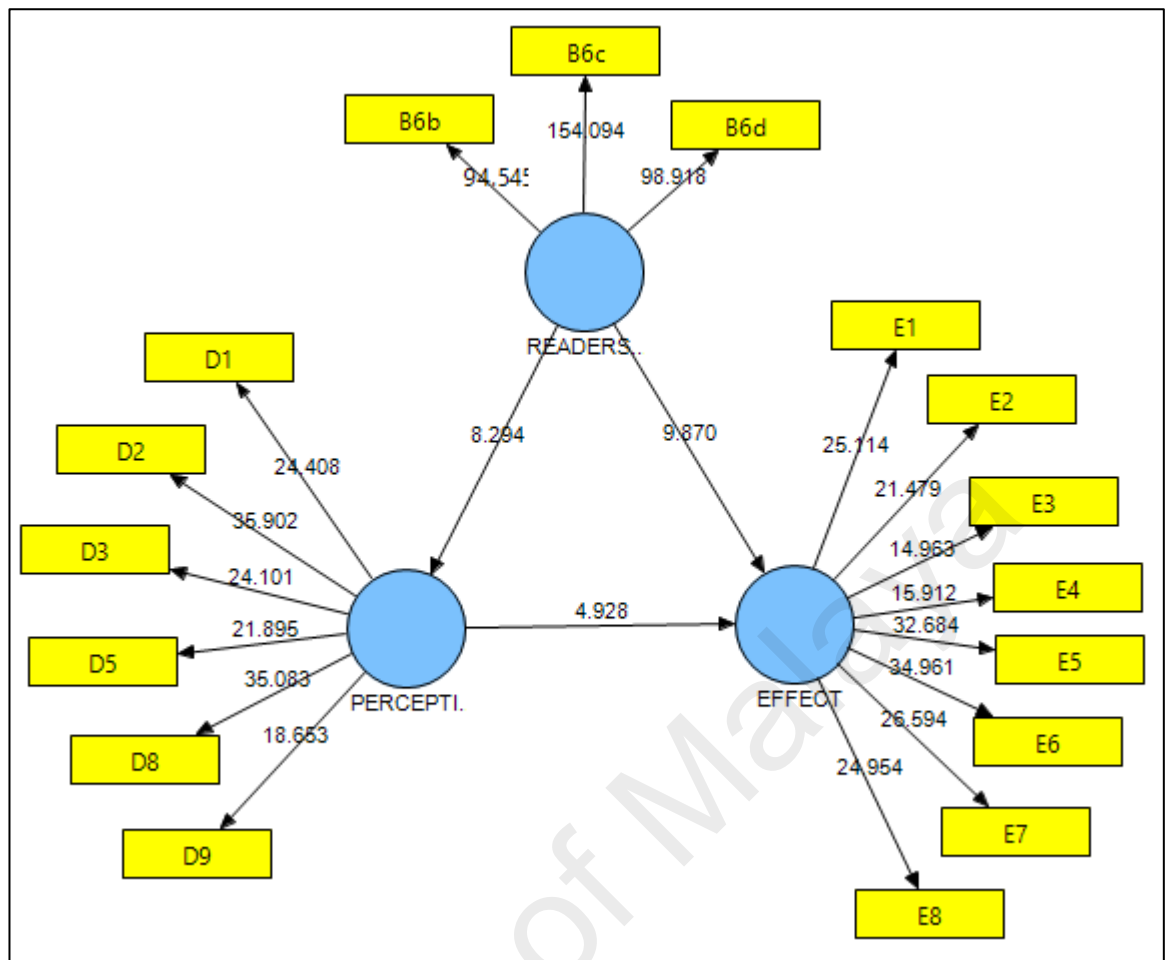 B6c
B6b
B6d
154.094
94.545
98.918
READERS..
E1
D1
E2
8.294
9.870
25.114
D2
24.408
21.479
E3
35.902
14.963
D3
24.101
15.912
E4
4.928
32.684
21.895
E5
D5
34.961
35.083
PERCEPTI.
EFFECT
26.594
E6
18.653
D8
24.954
E7
D9
E8
of Malaya